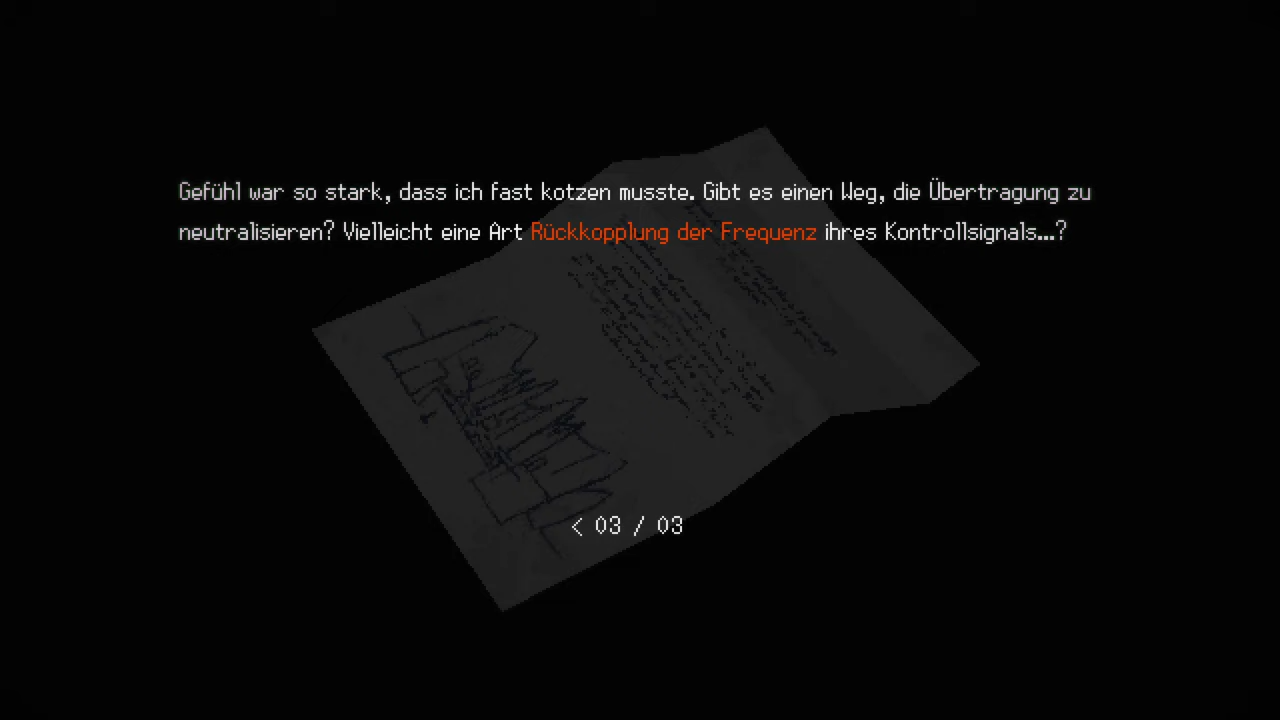 Gefühl war so stark, dass ich fast kotzen musste. Gibt es einen Weg, die Übertragung zu
neutralisieren? Vielleicht eine Art Rückkopplung der Frequenz ihres Kontrollsignals...?
< 03 / 03